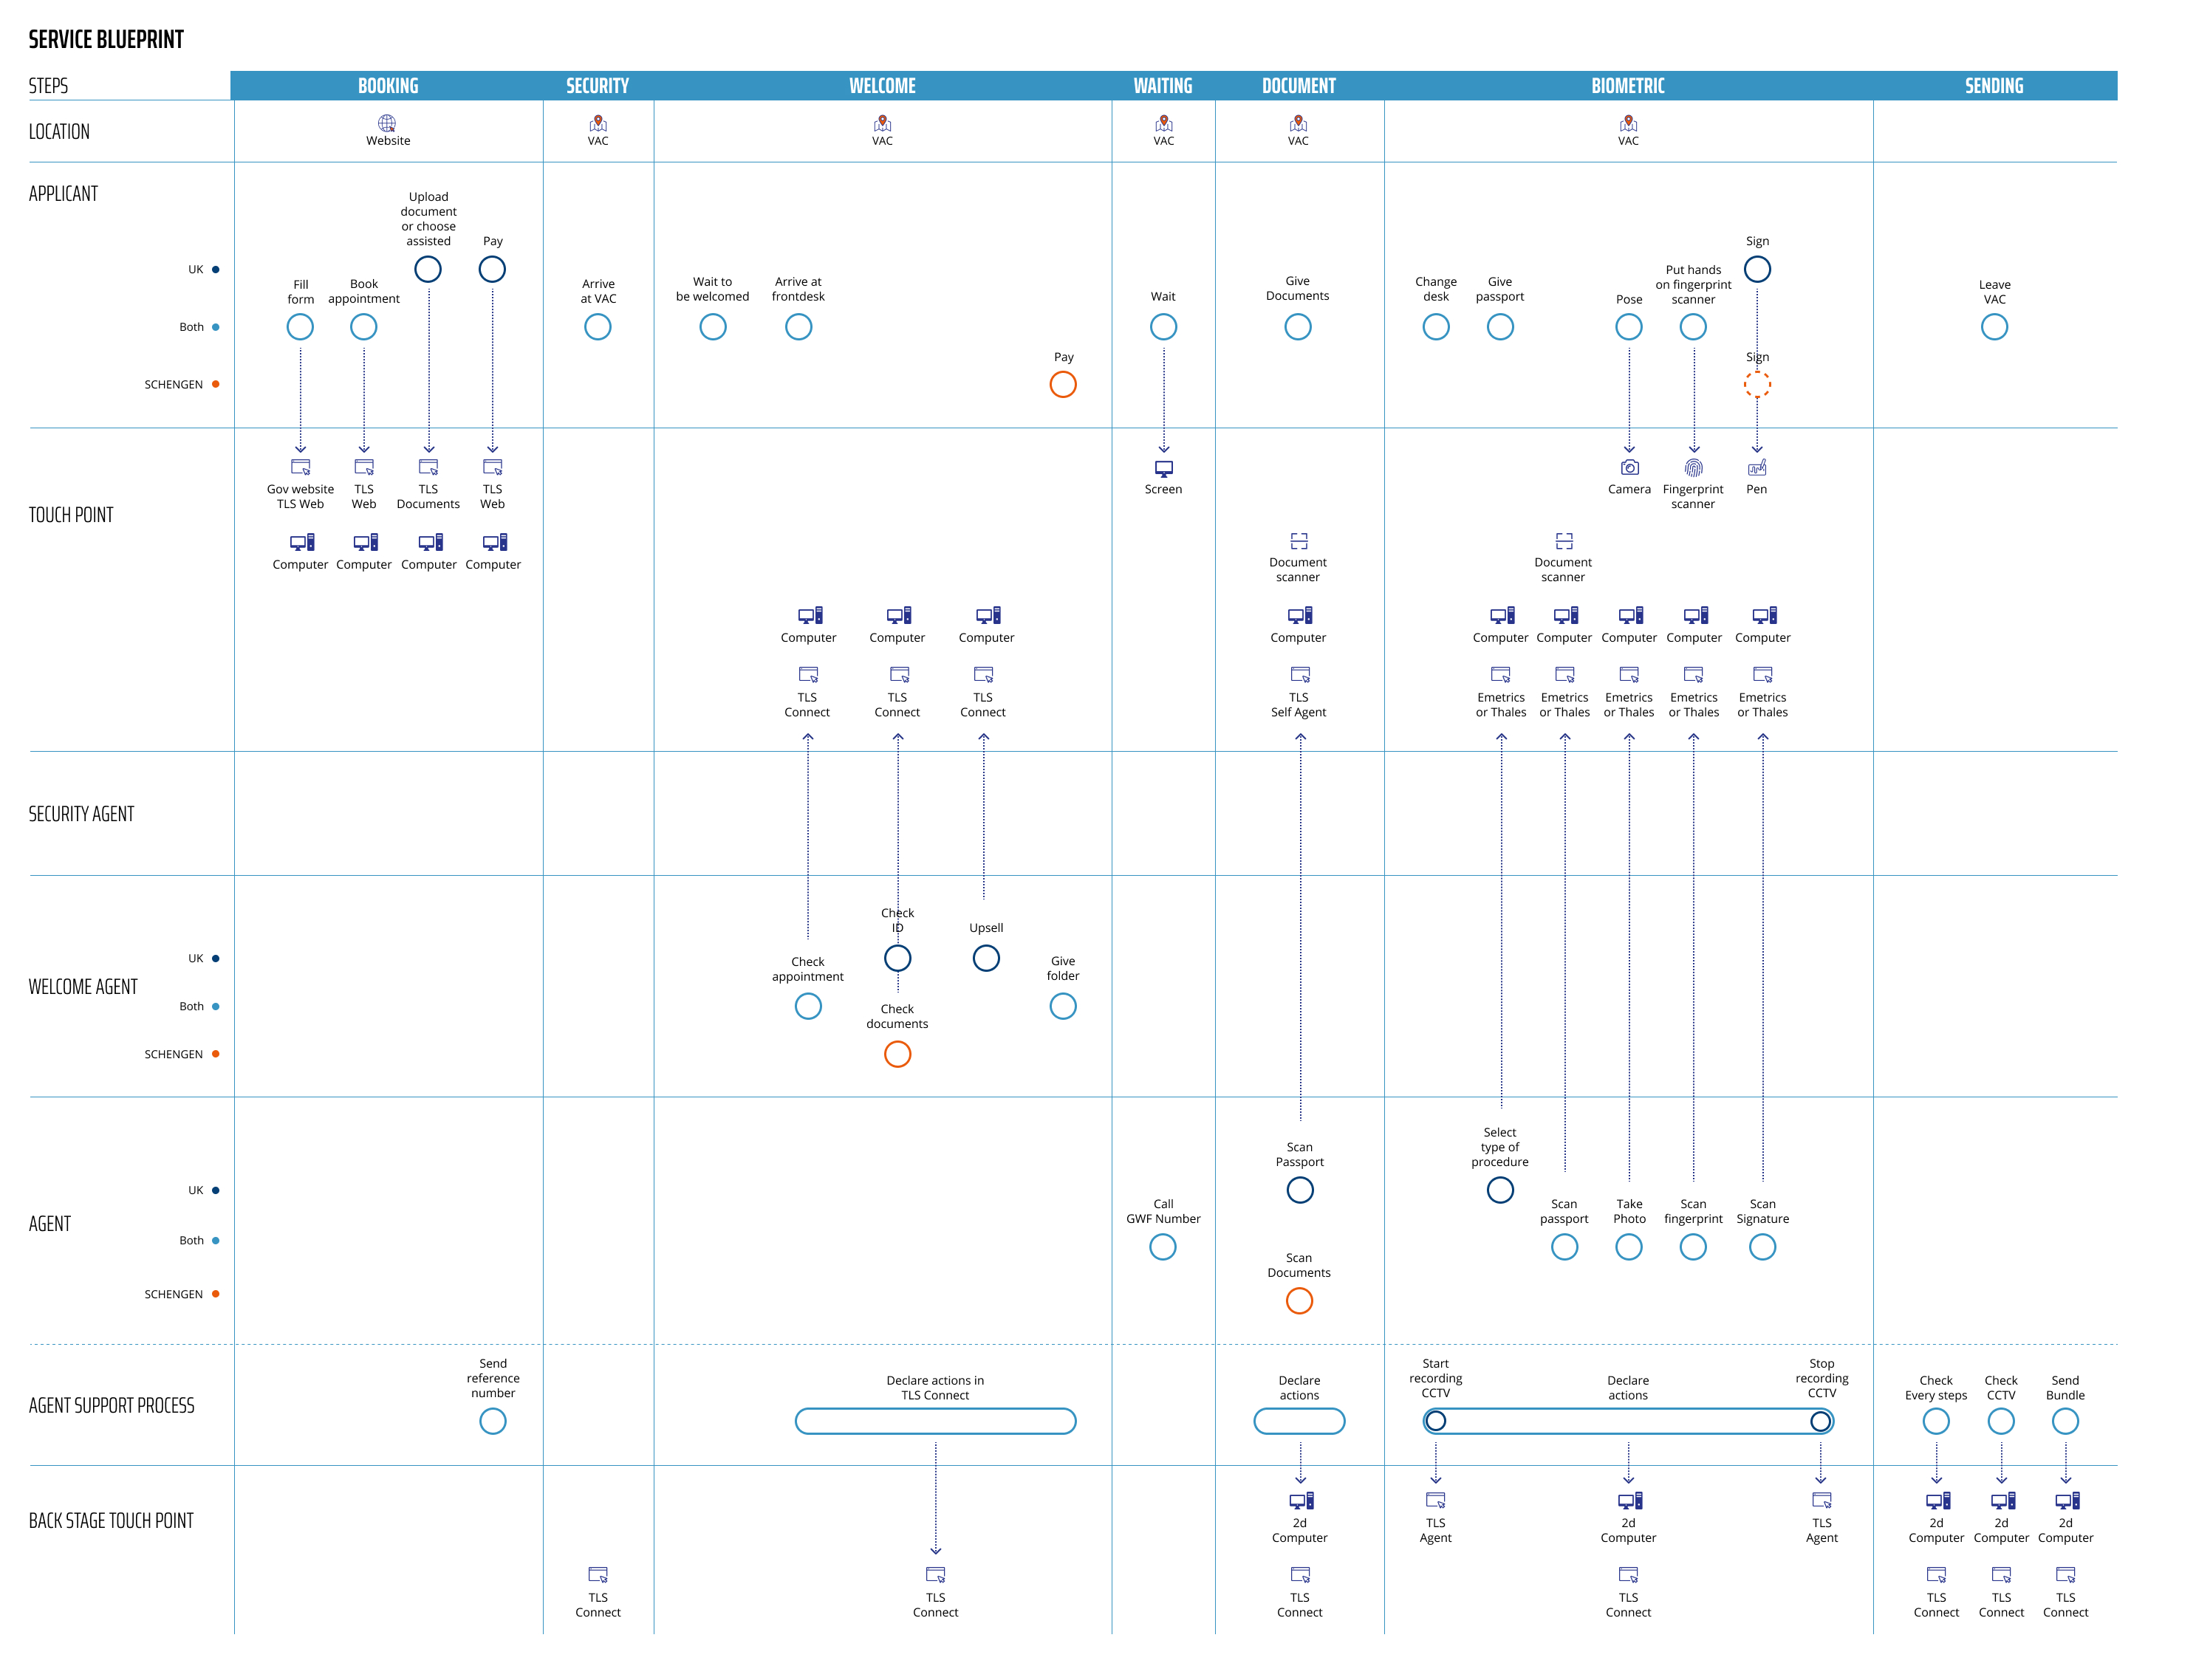 SERVICE BLUEPRINT
STEPS
BOOKING
SECURITY
WELCOME
WAITING
DOCUMENT
BIOMETRIC
SENDING
LOCATION
Website
VAC
VAC
VAC
VAC
VAC
APPLICANT
UK
Both
SCHENGEN
Fill
form
Book
appointment
Upload
document
or choose
assisted
Pay
Arrive
at VAC
Wait to
be welcomed
Arrive at
frontdesk
Pay
Wait
Give
Documents
Change
desk
Give
passport
Pose
Put hands
on fingerprint
scanner
Sign
Sign
Leave
VAC
TOUCH POINT
Gov website
TLS Web
TLS
Web
TLS
Documents
TLS
Web
Computer
Computer
Computer
Computer
Screen
Camera
Fingerprint
scanner
Pen
Document
scanner
Document
scanner
Computer
Computer
Computer
Computer
Computer
Computer
Computer
Computer
Computer
TLS
Connect
TLS
Connect
TLS
Connect
TLS
Self Agent
Emetrics
or Thales
Emetrics
or Thales
Emetrics
or Thales
Emetrics
or Thales
Emetrics
or Thales
SECURITY AGENT
WELCOME AGENT
UK
Both
SCHENGEN
Check
appointment
Check
ID
Check
documents
Upsell
Give
folder
AGENT
UK
Both
SCHENGEN
Call
GWF Number
Scan
Passport
Scan
Documents
Select
type of
procedure
Scan
passport
Take
Photo
Scan
fingerprint
Scan
Signature
AGENT SUPPORT PROCESS
Send
reference
number
Declare actions in
TLS Connect
Declare
actions
Start
recording
CCTV
Declare
actions
Stop
recording
CCTV
Check
Every steps
Check
CCTV
Send
Bundle
BACK STAGE TOUCH POINT
2d
Computer
TLS
Agent
2d
Computer
TLS
Agent
2d
Computer
2d
Computer
2d
Computer
TLS
Connect
TLS
Connect
TLS
Connect
TLS
Connect
TLS
Connect
TLS
Connect
TLS
Connect